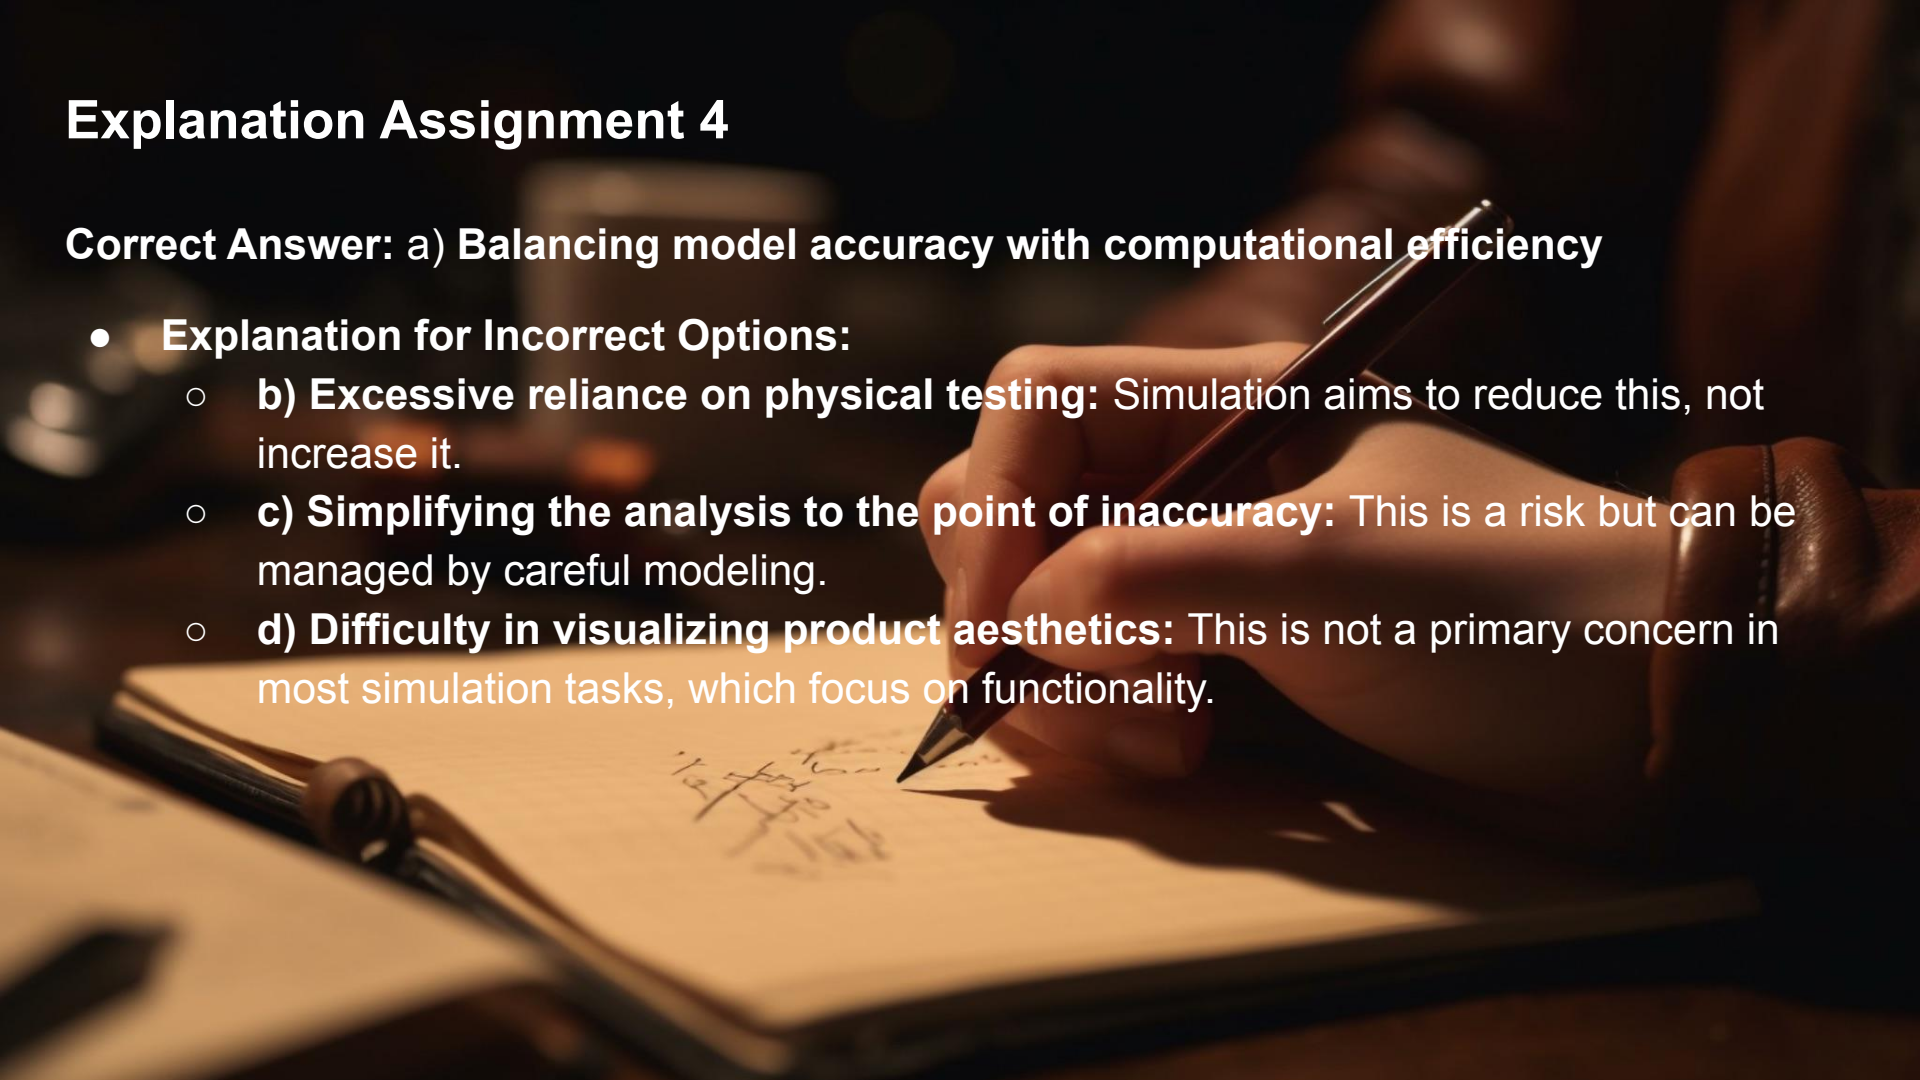 Explanation Assignment 4
Correct Answer: a) Balancing model accuracy with computational efficiency
● Explanation for Incorrect Options:
○ b) Excessive reliance on physical testing: Simulation aims to reduce this, not
increase it.
○ c) Simplifying the analysis to the point of inaccuracy: This is a risk but can be
managed by careful modeling.
○ d) Difficulty in visualizing product aesthetics: This is not a primary concern in
most simulation tasks, which focus on functionality.